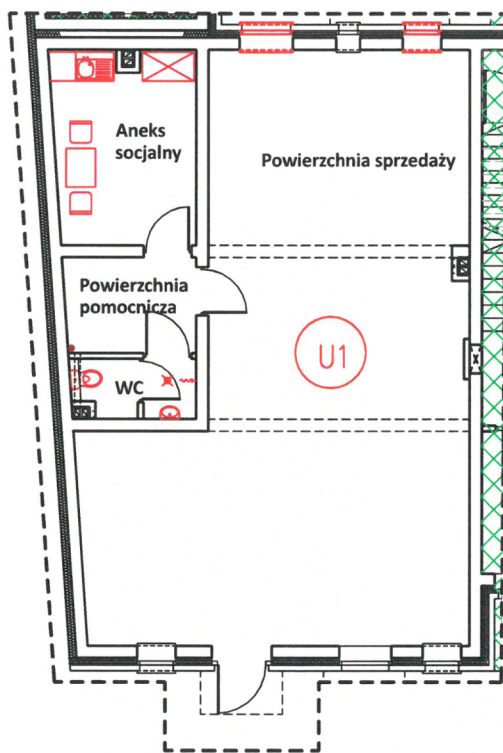 Aneks
socjalny
Powierzchnia sprzedaży
Powierzchnia
pomocnicza
U1
WC